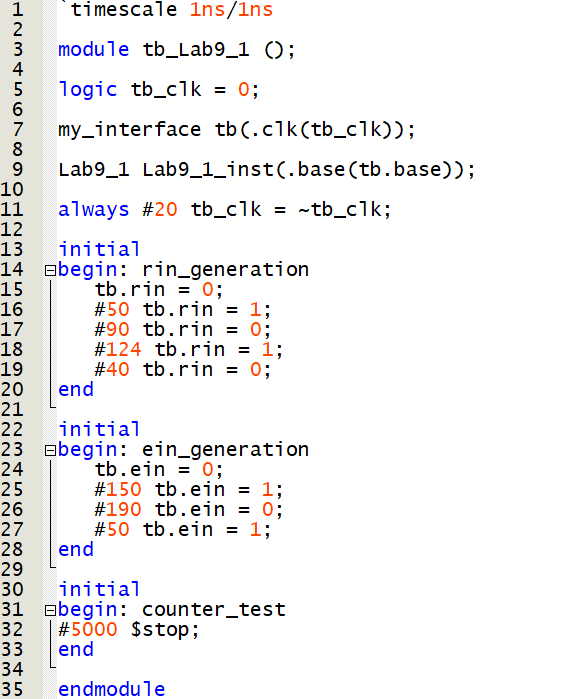 1 `timescale 1ns/1ns
2
3 module tb_Lab9_1 ();
4
5 logic tb_clk = 0;
6
7 my_interface tb(.clk(tb_clk));
8
9 Lab9_1 Lab9_1_inst(.base(tb.base));
10
11 always #20 tb_clk = ~tb_clk;
12
13 initial
14 begin: rin_generation
15 tb.rin = 0;
16 #50 tb.rin = 1;
17 #90 tb.rin = 0;
18 #124 tb.rin = 1;
19 #40 tb.rin = 0;
20 end
21
22 initial
23 begin: ein_generation
24 tb.ein = 0;
25 #150 tb.ein = 1;
26 #190 tb.ein = 0;
27 #50 tb.ein = 1;
28 end
29
30 initial
31 begin: counter_test
32 #5000 $stop;
33 end
34
35 endmodule